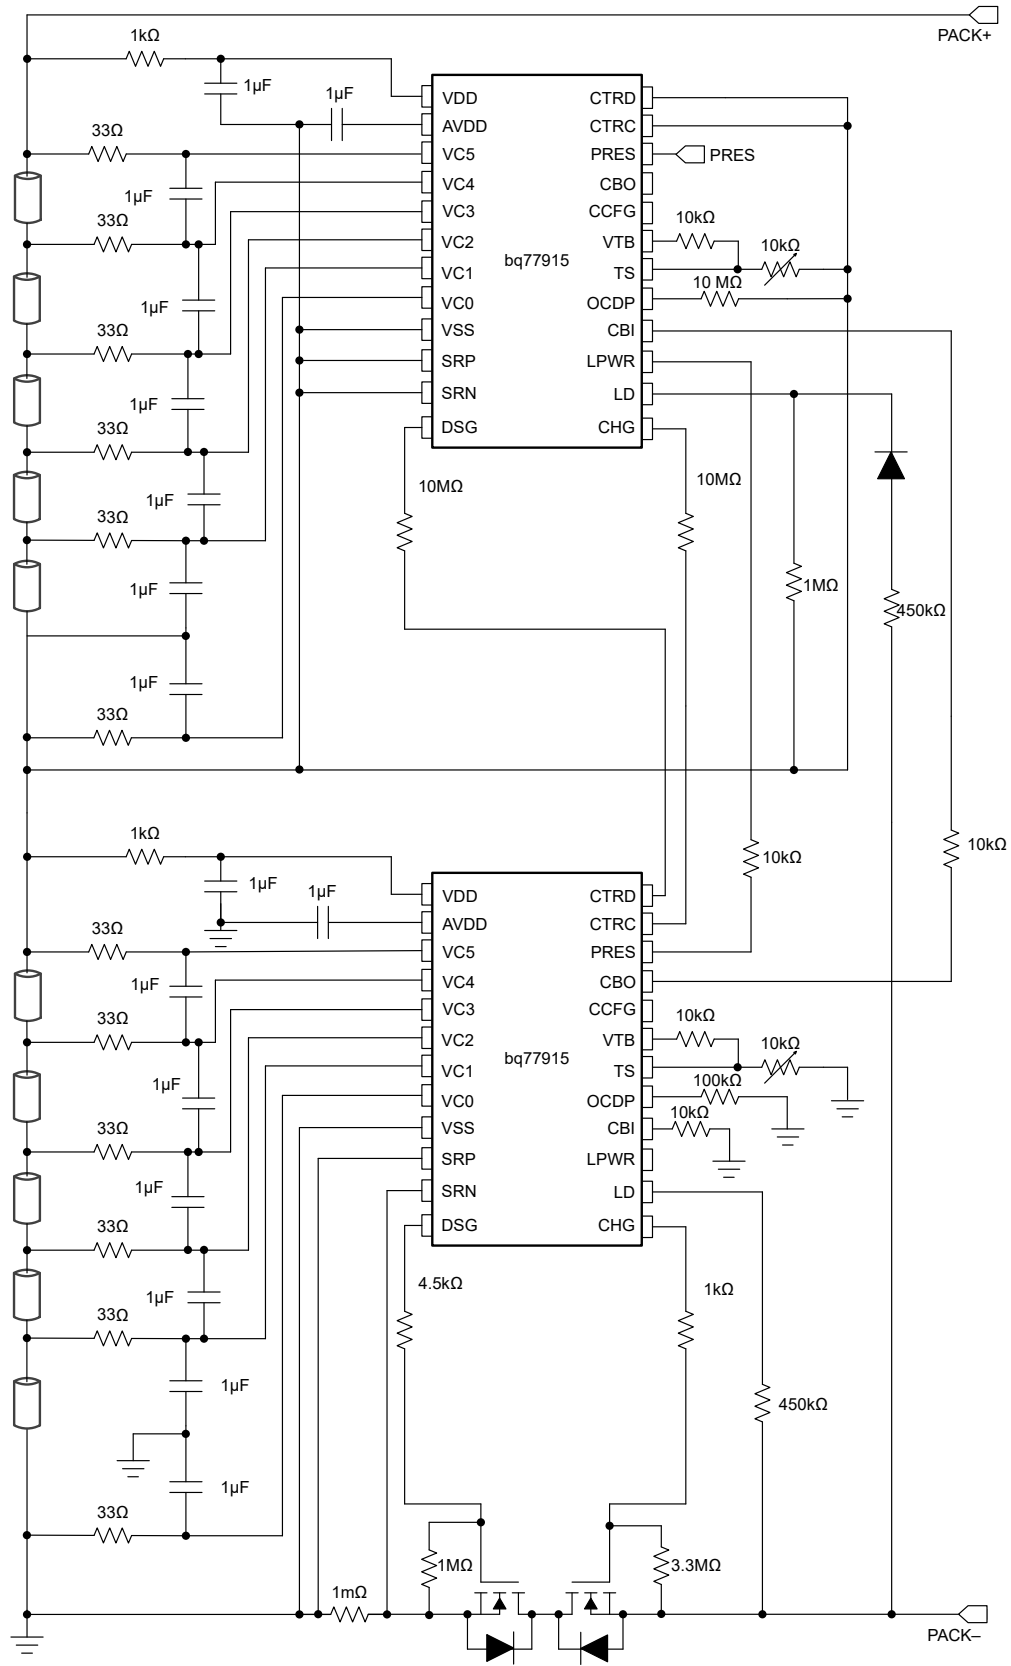 PACK+
1kΩ
1µF
1µF
33Ω
1µF
33Ω
1µF
33Ω
1µF
33Ω
1µF
33Ω
1µF
1µF
33Ω
VDD
AVDD
VC5
VC4
VC3
VC2
VC1
VC0
VSS
SRP
SRN
DSG
bq77915
CTRD
CTRC
PRES
CBO
CCFG
VTB
TS
OCDP
CBI
LPWR
LD
CHG
PRES
10kΩ
10kΩ
10 MΩ
10MΩ
10MΩ
1MΩ
450kΩ
10kΩ
10kΩ
1kΩ
1µF
1µF
33Ω
1µF
33Ω
1µF
33Ω
1µF
33Ω
1µF
33Ω
1µF
1µF
33Ω
VDD
AVDD
VC5
VC4
VC3
VC2
VC1
VC0
VSS
SRP
SRN
DSG
bq77915
CTRD
CTRC
PRES
CBO
CCFG
VTB
TS
OCDP
CBI
LPWR
LD
CHG
10kΩ
10kΩ
100kΩ
10kΩ
4.5kΩ
1kΩ
450kΩ
1MΩ
3.3MΩ
1mΩ
PACK–